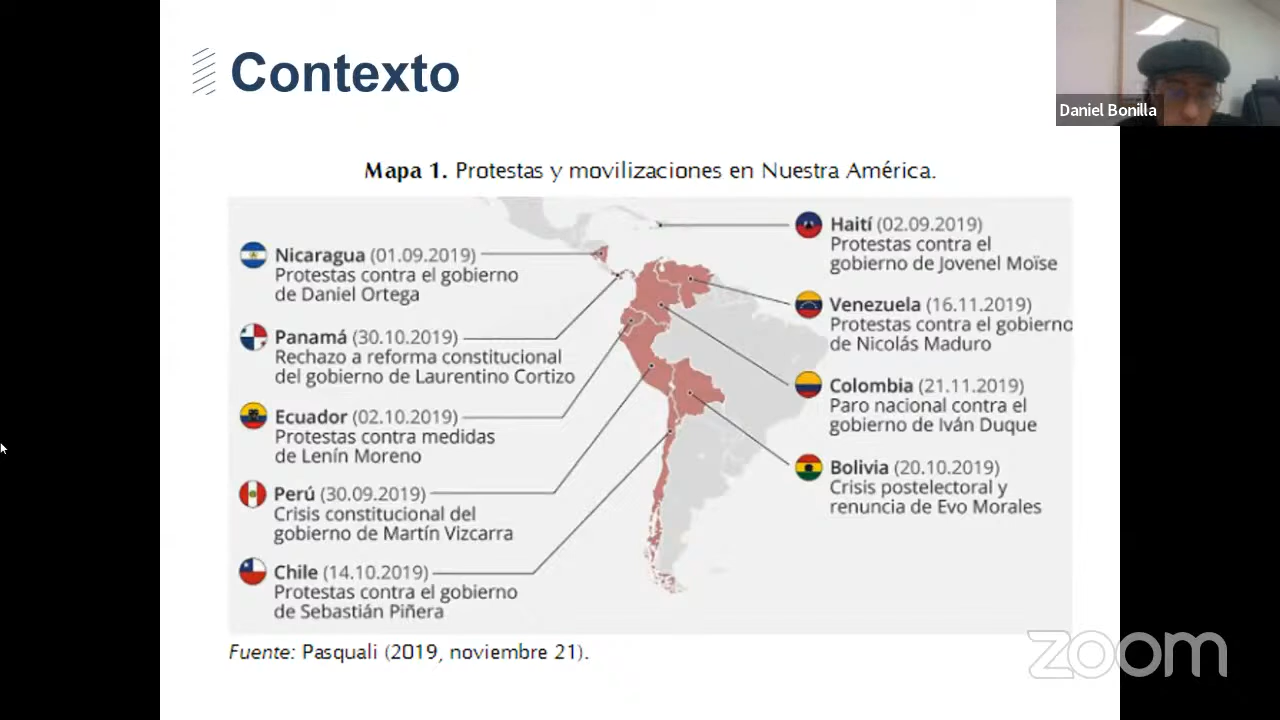 Contexto
Daniel Bonilla
Mapa 1. Protestas y movilizaciones en Nuestra América.
Nicaragua (01.09.2019)
Protestas contra el gobierno
de Daniel Ortega
Panamá (30.10.2019)
Rechazo a reforma constitucional
del gobierno de Laurentino Cortizo
Ecuador (02.10.2019)
Protestas contra medidas
de Lenín Moreno
Perú (30.09.2019)
Crisis constitucional del
gobierno de Martín Vizcarra
Chile (14.10.2019)
Protestas contra el gobierno
de Sebastián Piñera
Haití (02.09.2019)
Protestas contra el
gobierno de Jovenel Moïse
Venezuela (16.11.2019)
Protestas contra el gobierno
de Nicolás Maduro
Colombia (21.11.2019)
Paro nacional contra el
gobierno de Iván Duque
Bolivia (20.10.2019)
Crisis postelectoral y
renuncia de Evo Morales
Fuente: Pasquali (2019, noviembre 21).
zoom